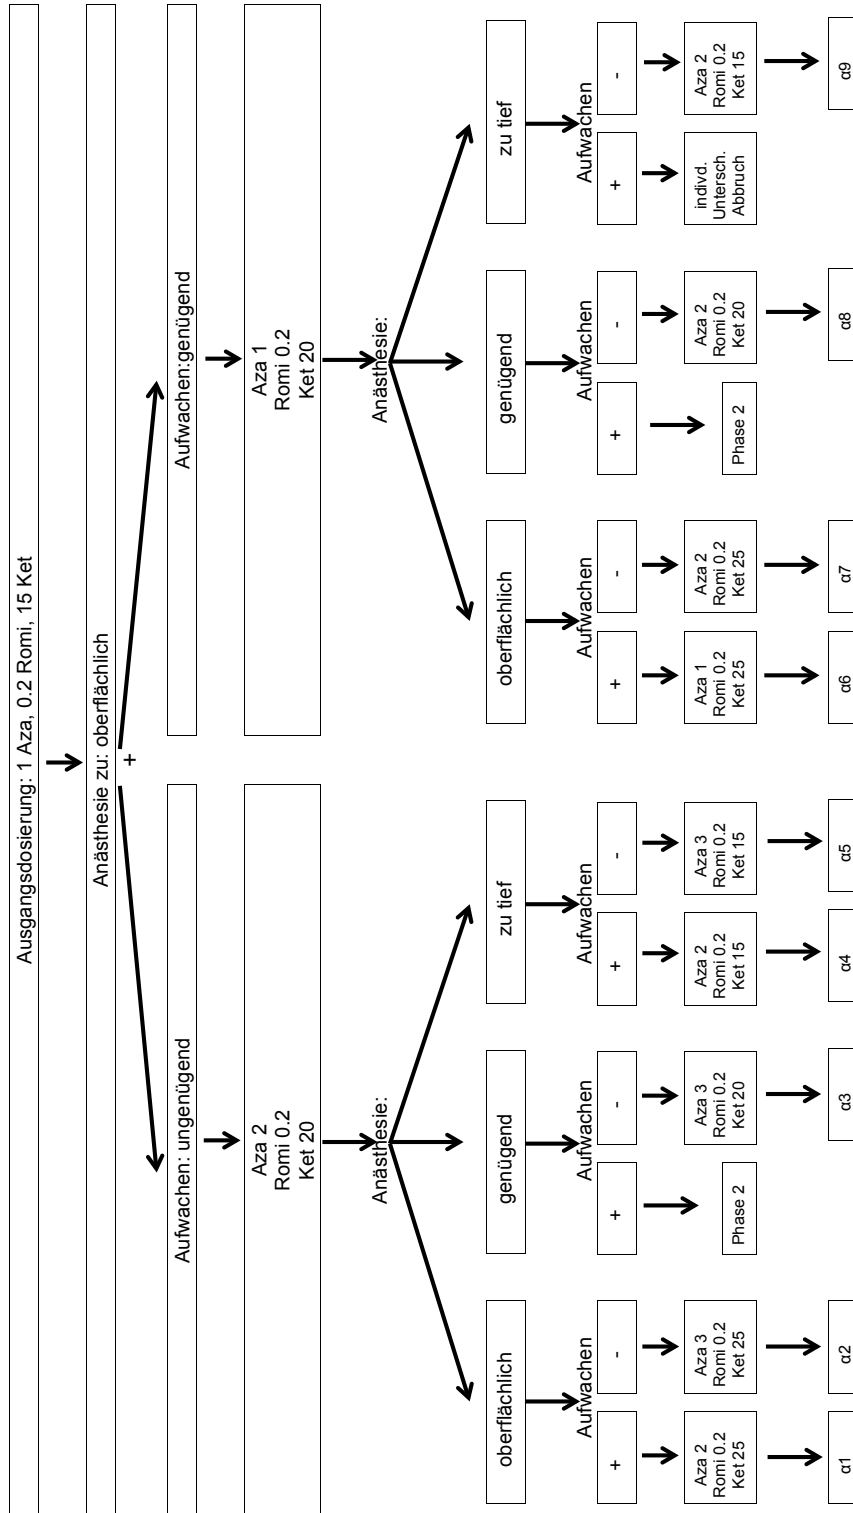 Ausgangsdosierung: 1 Aza, 0.2 Romi, 15 Ket
Anästhesie zu: oberflächlich
+
Aufwachen: ungenügend
Aufwachen:genügend
Aza 2
Romi 0.2
Ket 20
Aza 1
Romi 0.2
Ket 20
Anästhesie:
Anästhesie:
oberflächlich
genügend
zu tief
oberflächlich
genügend
zu tief
Aufwachen
Aufwachen
Aufwachen
Aufwachen
Aufwachen
Aufwachen
+
-
+
-
+
-
+
-
+
-
+
-
Aza 2
Romi 0.2
Ket 25
Aza 3
Romi 0.2
Ket 25
Phase 2
Aza 3
Romi 0.2
Ket 20
Aza 2
Romi 0.2
Ket 15
Aza 3
Romi 0.2
Ket 15
Aza 1
Romi 0.2
Ket 25
Aza 2
Romi 0.2
Ket 25
Phase 2
Aza 2
Romi 0.2
Ket 20
indivd.
Untersch.
Abbruch
Aza 2
Romi 0.2
Ket 15
α1
α2
α3
α4
α5
α6
α7
α8
α9